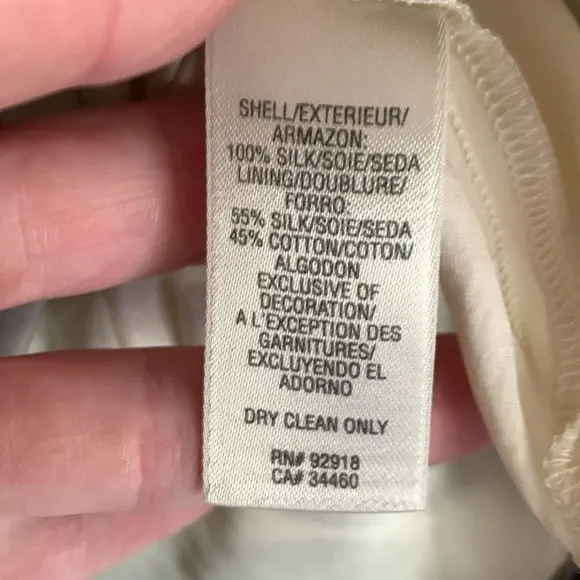 SHELL/EXTERIEUR/
ARMAZON:
100% SILK/SOIE/SEDA
LINING/DOUBLURE/
FORRO:
55% SILK/SOIE/SEDA
45% COTTON/COTON/
ALGODON
EXCLUSIVE OF
DECORATION/
A L'EXCEPTION DES
GARNITURES/
EXCLUYENDO EL
ADORNO
DRY CLEAN ONLY
RN# 92918
CA# 34460